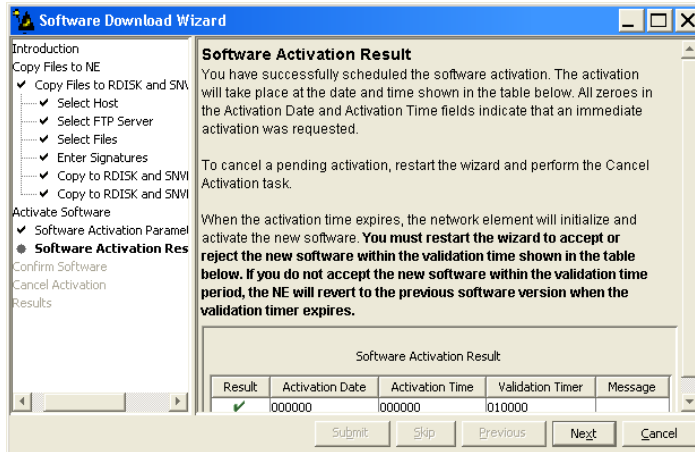 Software Download Wizard
Introduction
Copy Files to NE
Copy Files to RDISK and SNV
Select Host
Select FTP Server
Select Files
Enter Signatures
Copy to RDISK and SNVI
Copy to RDISK and SNVI
Activate Software
Software Activation Paramet
Software Activation Res
Confirm Software
Cancel Activation
Results
Software Activation Result
You have successfully scheduled the software activation. The activation
will take place at the date and time shown in the table below. All zeroes in
the Activation Date and Activation Time fields indicate that an immediate
activation was requested.
To cancel a pending activation, restart the wizard and perform the Cancel
Activation task.
When the activation time expires, the network element will initialize and
activate the new software. You must restart the wizard to accept or
reject the new software within the validation time shown in the table
below. If you do not accept the new software within the validation time
period, the NE will revert to the previous software version when the
validation timer expires.
Software Activation Result
Result Activation Date Activation Time Validation Timer Message
000000 000000 010000
Submit Skip Previous Next Cancel